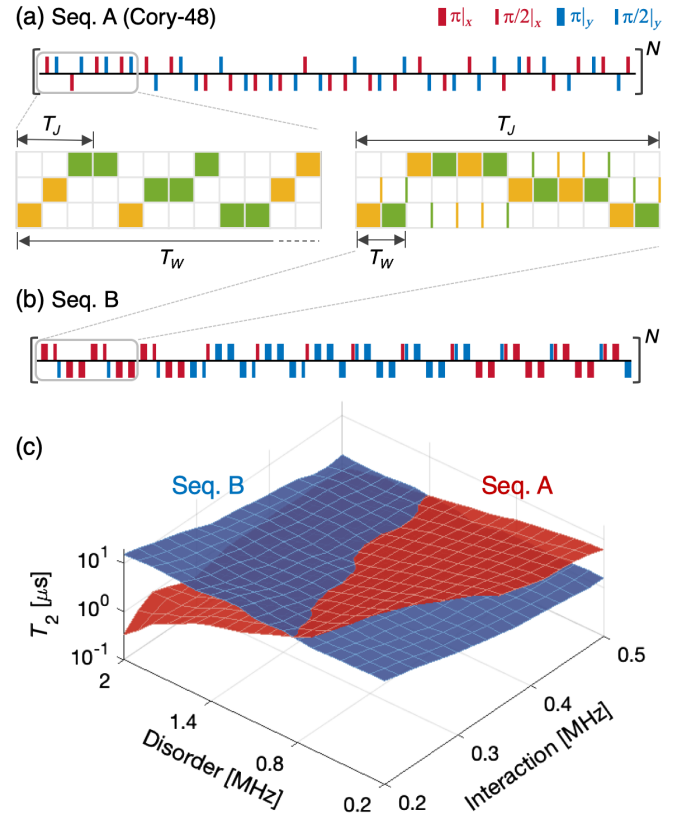 (a) Seq. A (Cory-48)
π|x π/2|x π|y π/2|y
N
TJ
TJ
TW
TW
(b) Seq. B
N
(c)
Seq. B
Seq. A
T2 [μs]
10^1
10^0
10^-1
2
1.4
0.8
0.2
Disorder [MHz]
0.2
0.3
0.4
0.5
Interaction [MHz]